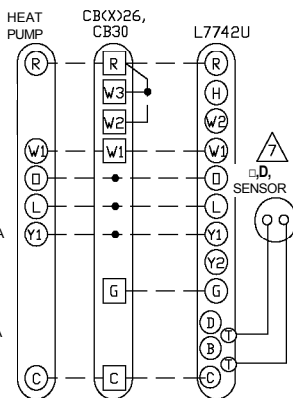 HEAT PUMP
CB(X)26, CB30
L7742U
R R R
W3 H
W2 W2
W1 W1 W1
O O
L L
Y1 Y1
Y2
G G
D T
B T
C C C
7
□,D, SENSOR
A
A